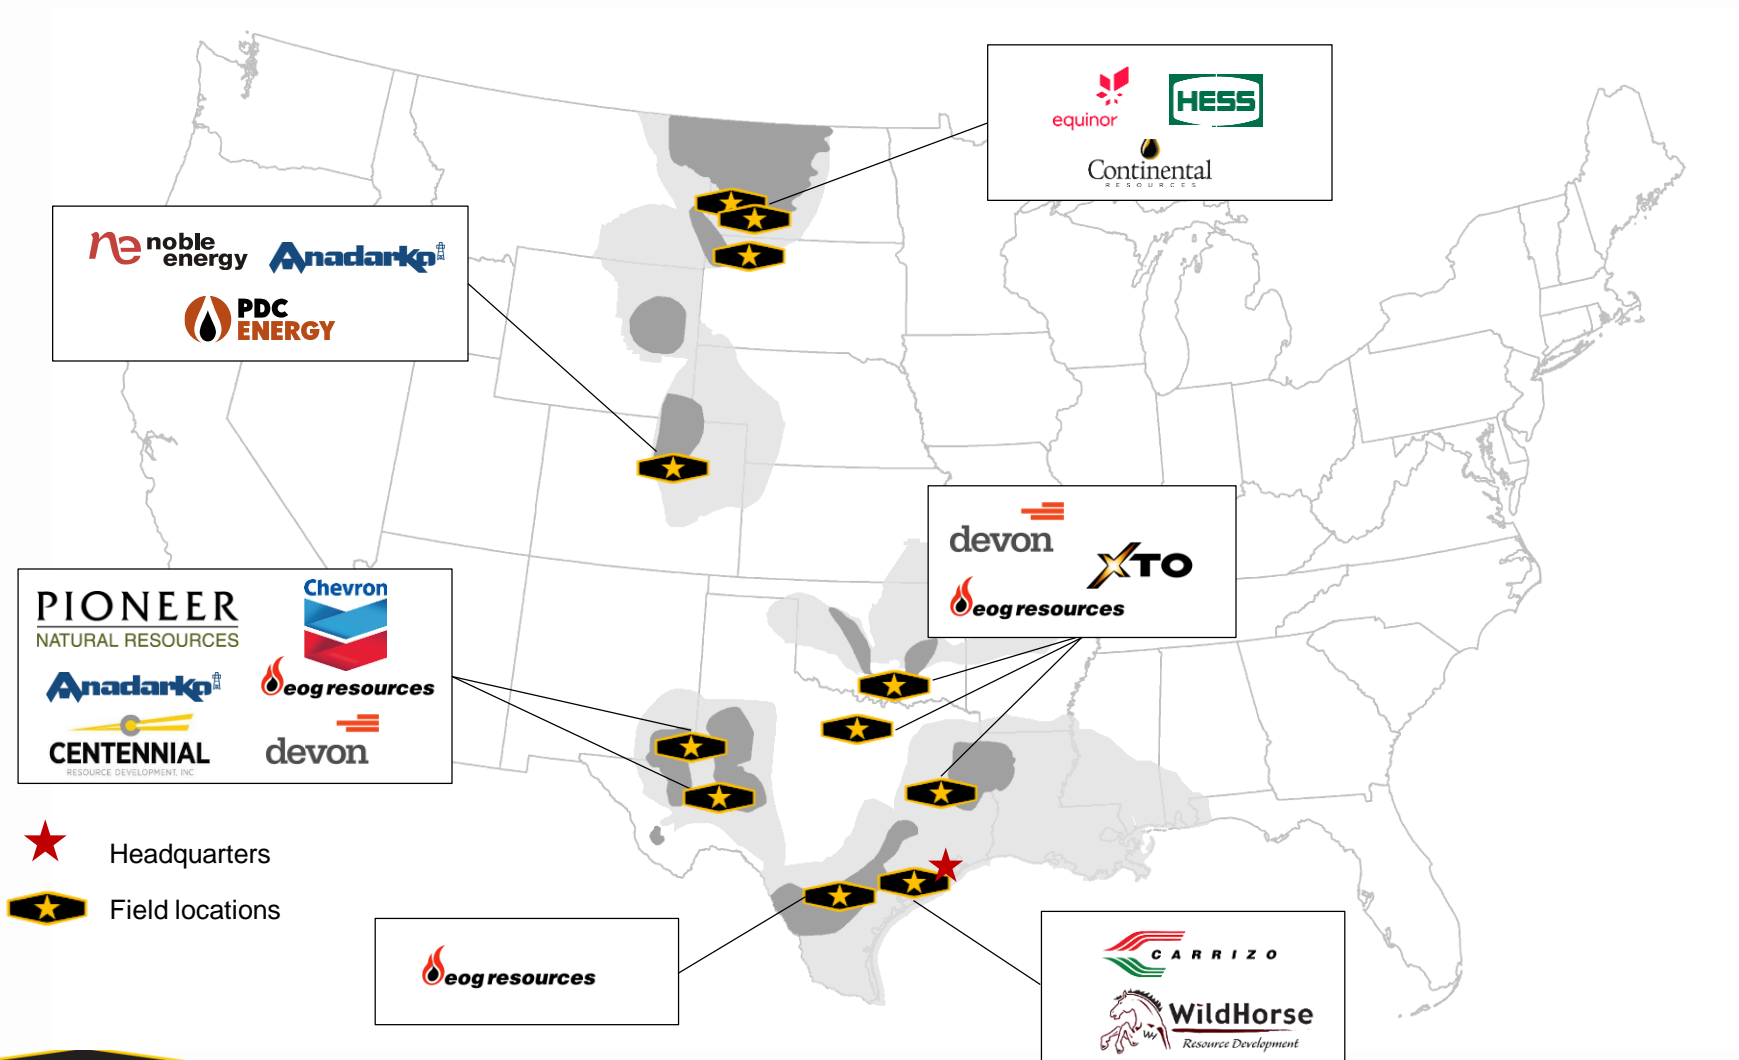 equinor
HESS
Continental
RESOURCES
noble
energy
Anadarko
PDC
ENERGY
devon
XTO
eog resources
PIONEER
NATURAL RESOURCES
Chevron
Anadarko
eog resources
CENTENNIAL
RESOURCE DEVELOPMENT, INC
devon
Headquarters
Field locations
eog resources
CARRIZO
WildHorse
Resource Development